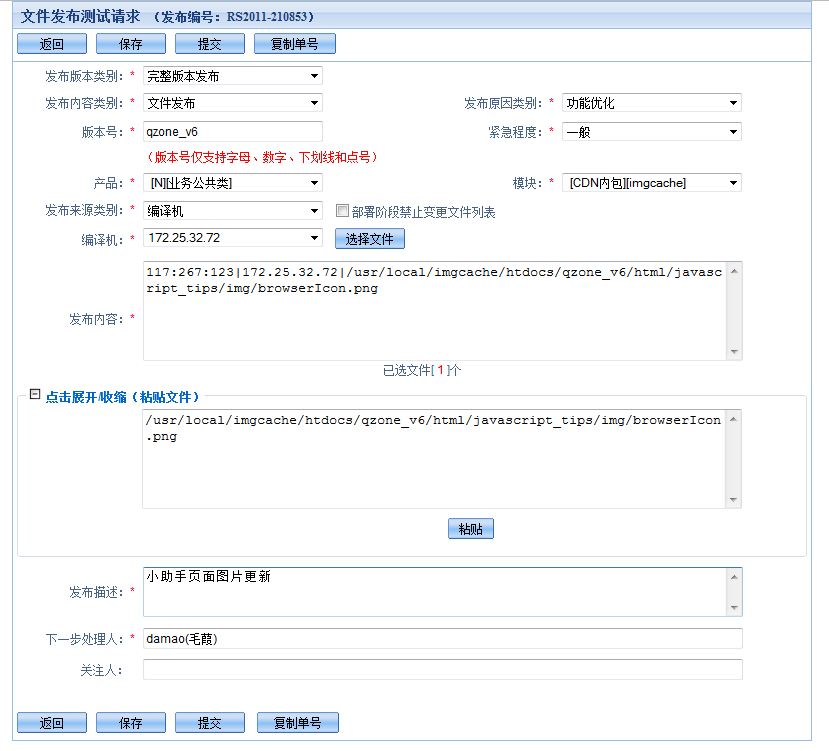 文件发布测试请求 （发布编号：RS2011-210853）
返回 保存 提交 复制单号
发布版本类别：* 完整版本发布
发布内容类别：* 文件发布 发布原因类别：* 功能优化
版本号：* qzone_v6 紧急程度：* 一般
（版本号仅支持字母、数字、下划线和点号）
产品：* [N][业务公共类] 模块：* [CDN内包][imgcache]
发布来源类别：* 编译机 部署阶段禁止变更文件列表
编译机：* 172.25.32.72 选择文件
117:267:123|172.25.32.72|/usr/local/imgcache/htdocs/qzone_v6/html/javasc
ript_tips/img/browserIcon.png
发布内容：*
已选文件[ 1 ]个
点击展开/收缩（粘贴文件）
/usr/local/imgcache/htdocs/qzone_v6/html/javascript_tips/img/browserIcon
.png
粘贴
小助手页面图片更新
发布描述：*
下一步处理人：* damao(毛葭)
关注人：
返回 保存 提交 复制单号